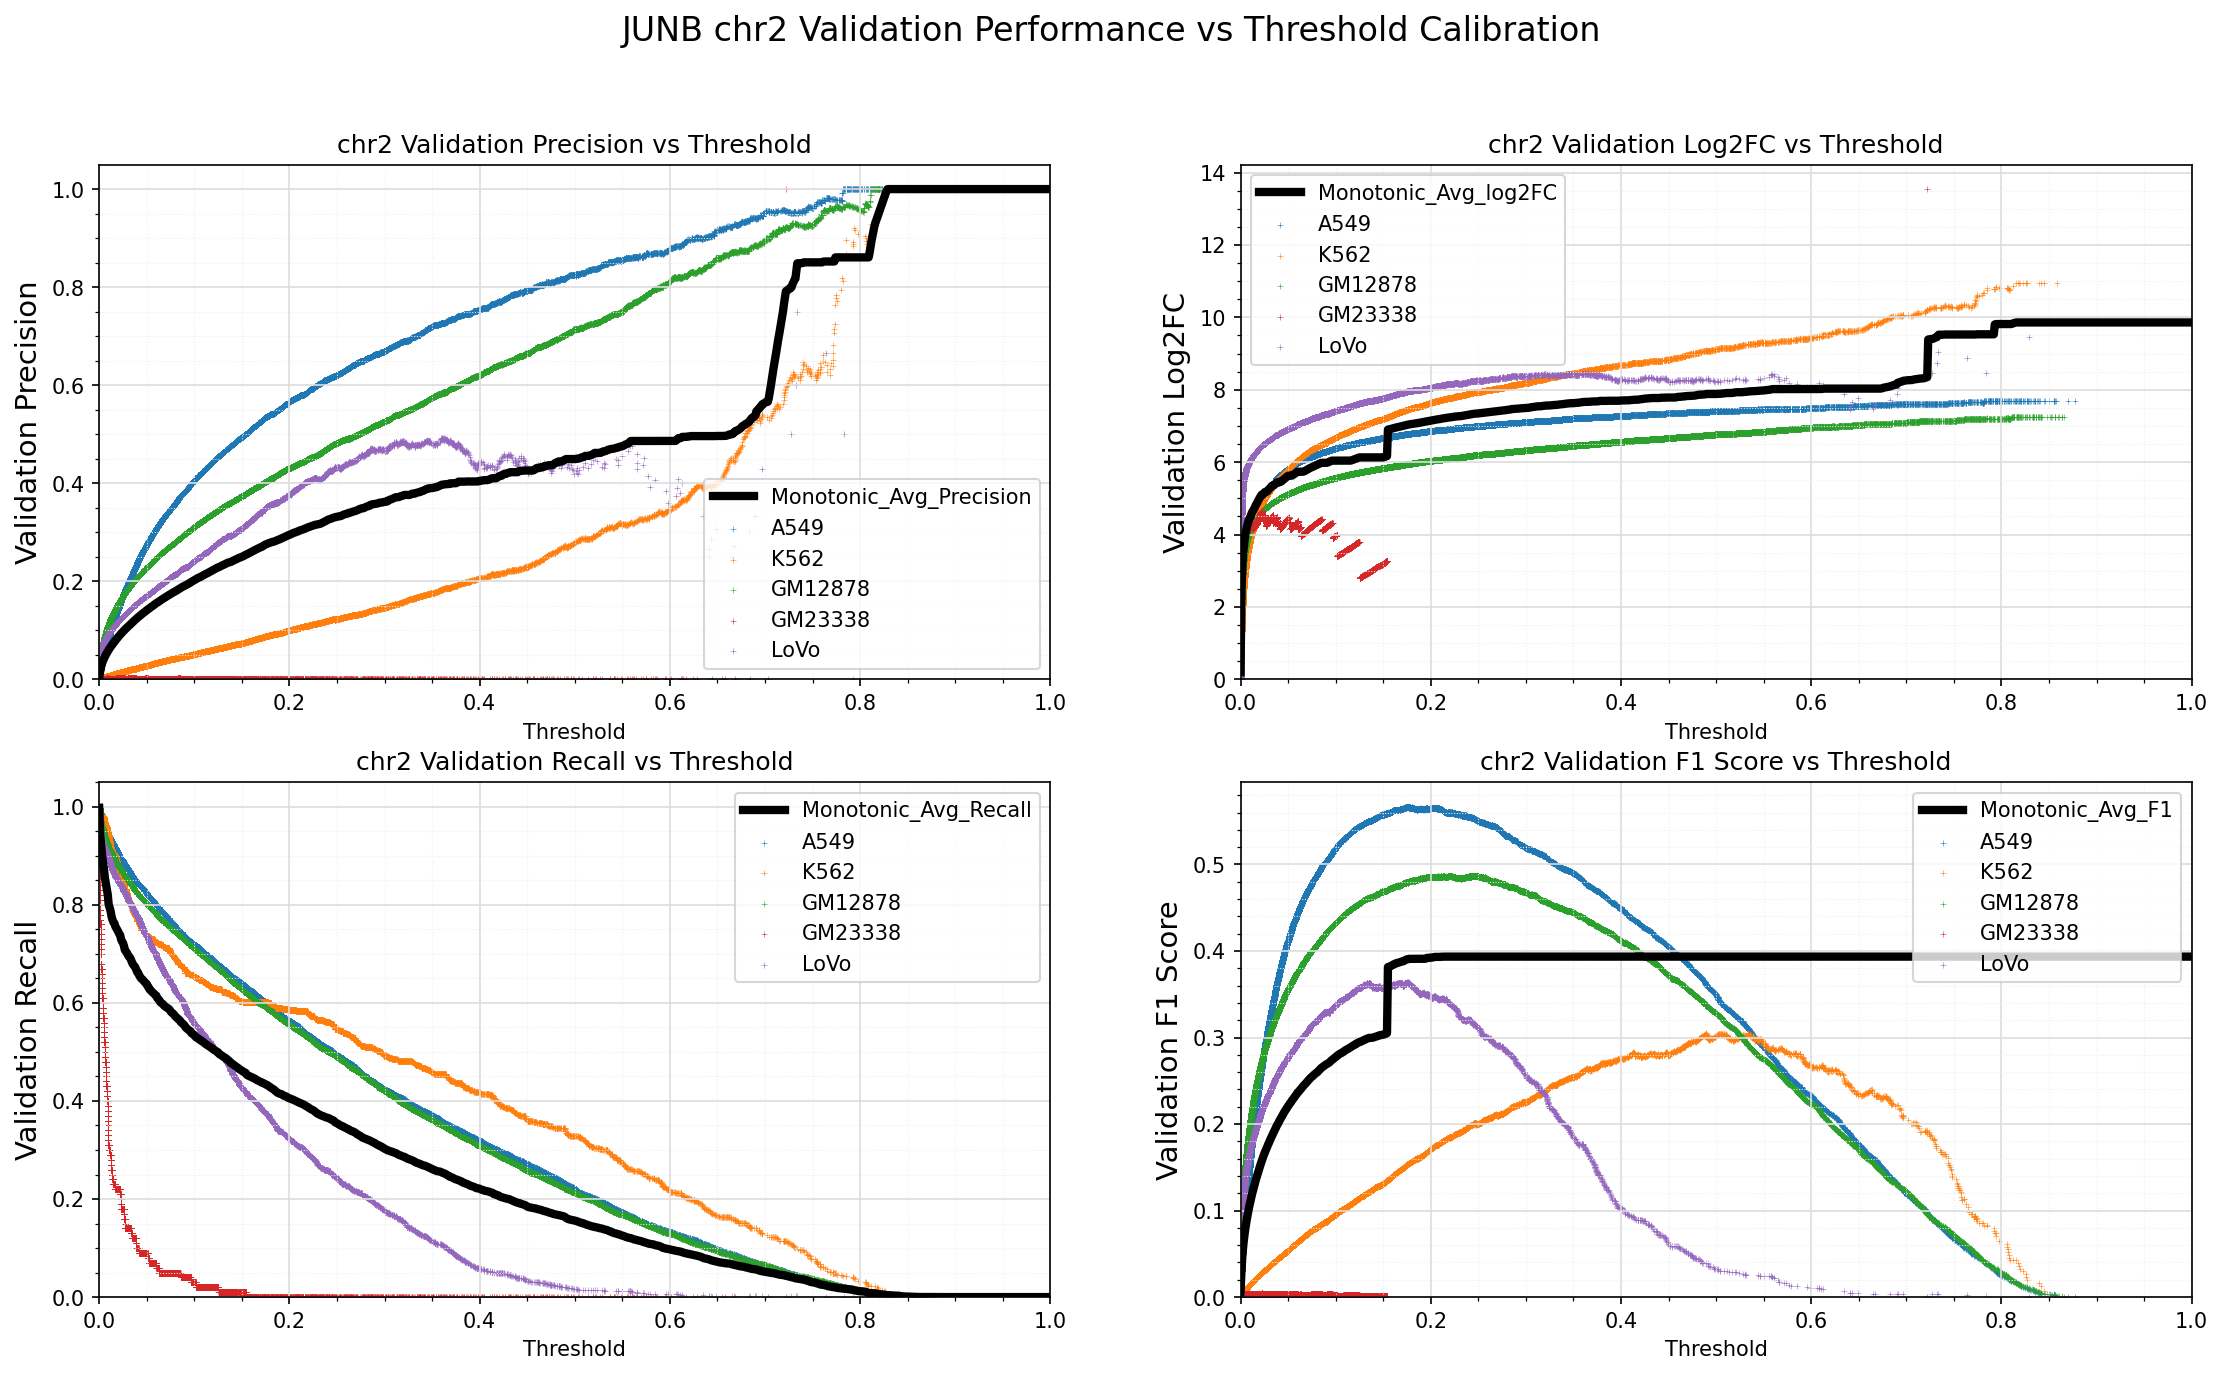 JUNB chr2 Validation Performance vs Threshold Calibration
chr2 Validation Precision vs Threshold
Validation Precision
1.0
0.8
0.6
0.4
0.2
0.0
0.0 0.2 0.4 0.6 0.8 1.0
Threshold
Monotonic_Avg_Precision
A549
K562
GM12878
GM23338
LoVo
chr2 Validation Log2FC vs Threshold
Validation Log2FC
14
12
10
8
6
4
2
0
0.0 0.2 0.4 0.6 0.8 1.0
Threshold
Monotonic_Avg_log2FC
A549
K562
GM12878
GM23338
LoVo
chr2 Validation Recall vs Threshold
Validation Recall
1.0
0.8
0.6
0.4
0.2
0.0
0.0 0.2 0.4 0.6 0.8 1.0
Threshold
Monotonic_Avg_Recall
A549
K562
GM12878
GM23338
LoVo
chr2 Validation F1 Score vs Threshold
Validation F1 Score
0.5
0.4
0.3
0.2
0.1
0.0
0.0 0.2 0.4 0.6 0.8 1.0
Threshold
Monotonic_Avg_F1
A549
K562
GM12878
GM23338
LoVo